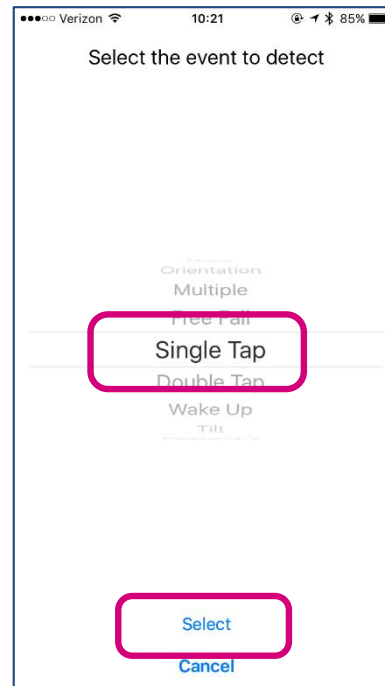 Verizon 10:21 85%
Select the event to detect
Orientation
Multiple
Free Fall
Single Tap
Double Tap
Wake Up
Tilt
Select
Cancel